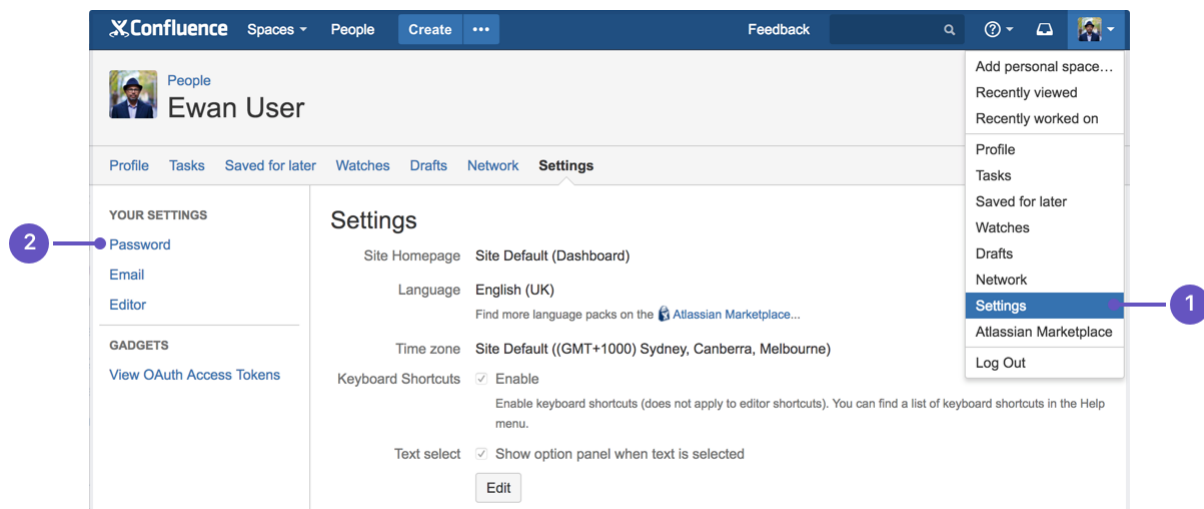 Confluence Spaces People Create ••• Feedback
People
Ewan User
Profile Tasks Saved for later Watches Drafts Network Settings
YOUR SETTINGS
2
Password
Email
Editor
GADGETS
View OAuth Access Tokens
Settings
Site Homepage Site Default (Dashboard)
Language English (UK)
Find more language packs on the Atlassian Marketplace...
Time zone Site Default ((GMT+1000) Sydney, Canberra, Melbourne)
Keyboard Shortcuts Enable
Enable keyboard shortcuts (does not apply to editor shortcuts). You can find a list of keyboard shortcuts in the Help
menu.
Text select Show option panel when text is selected
Edit
Add personal space...
Recently viewed
Recently worked on
Profile
Tasks
Saved for later
Watches
Drafts
Network
Settings
1
Atlassian Marketplace
Log Out